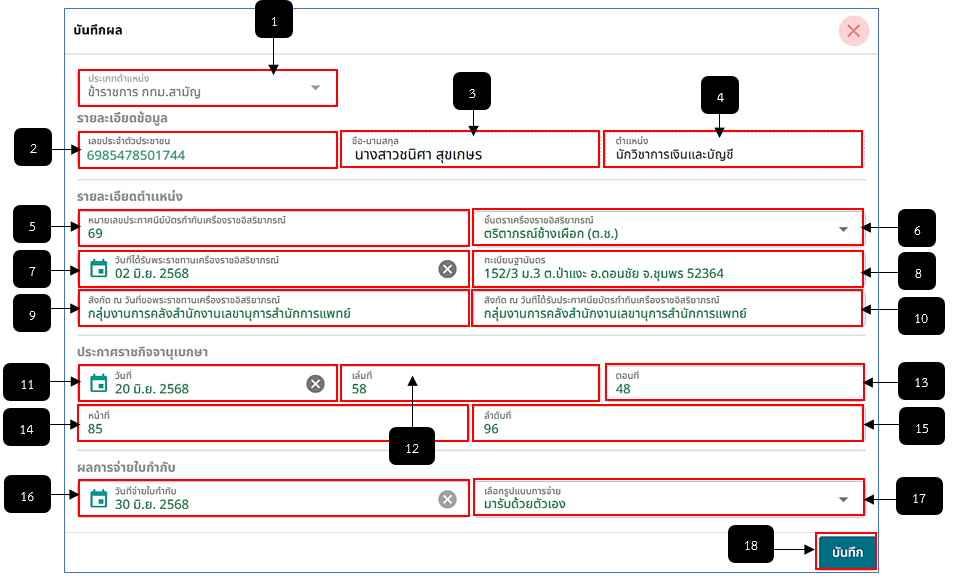 1
บันทึกผล
ประเภทตำแหน่ง
ข้าราชการ กทม.สามัญ
3
4
รายละเอียดข้อมูล
2
เลขประจำตัวประชาชน
6985478501744
ชื่อ-นามสกุล
นางสาวชนิศา สุขเกษร
ตำแหน่ง
นักวิชาการเงินและบัญชี
รายละเอียดตำแหน่ง
5
หมายเลขประกาศนียบัตรกำกับเครื่องราชอิสริยาภรณ์
69
ชั้นตราเครื่องราชอิสริยาภรณ์
ตริตาภรณ์ช้างเผือก (ต.ช.)
6
7
วันที่ได้รับพระราชทานเครื่องราชอิสริยาภรณ์
02 มิ.ย. 2568
ทะเบียนฐานันดร
152/3 ม.3 ต.ป่าแงะ อ.ดอนชัย จ.ชุมพร 52364
8
9
สังกัด ณ วันที่ขอพระราชทานเครื่องราชอิสริยาภรณ์
กลุ่มงานการคลังสำนักงานเลขานุการสำนักการแพทย์
สังกัด ณ วันที่ได้รับประกาศนียบัตรกำกับเครื่องราชอิสริยาภรณ์
กลุ่มงานการคลังสำนักงานเลขานุการสำนักการแพทย์
10
ประกาศราชกิจจานุเบกษา
11
วันที่
20 มิ.ย. 2568
เล่มที่
58
ตอนที่
48
13
14
หน้าที่
85
12
ลำดับที่
96
15
ผลการจ่ายใบกำกับ
16
วันที่จ่ายใบกำกับ
30 มิ.ย. 2568
เลือกรูปแบบการจ่าย
มารับด้วยตัวเอง
17
18
บันทึก